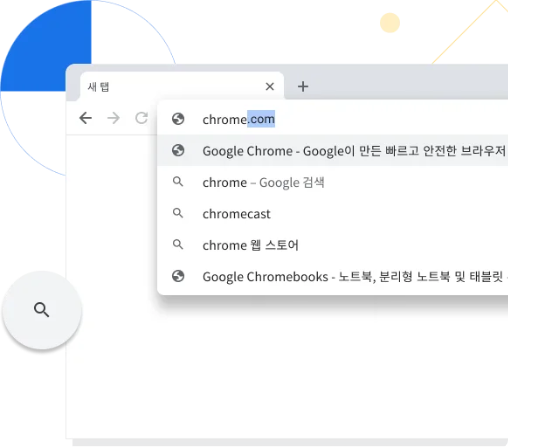 새 탭
chrome.com
Google Chrome - Google이 만든 빠르고 안전한 브라우저
chrome – Google 검색
chromecast
chrome 웹 스토어
Google Chromebooks - 노트북, 분리형 노트북 및 태블릿